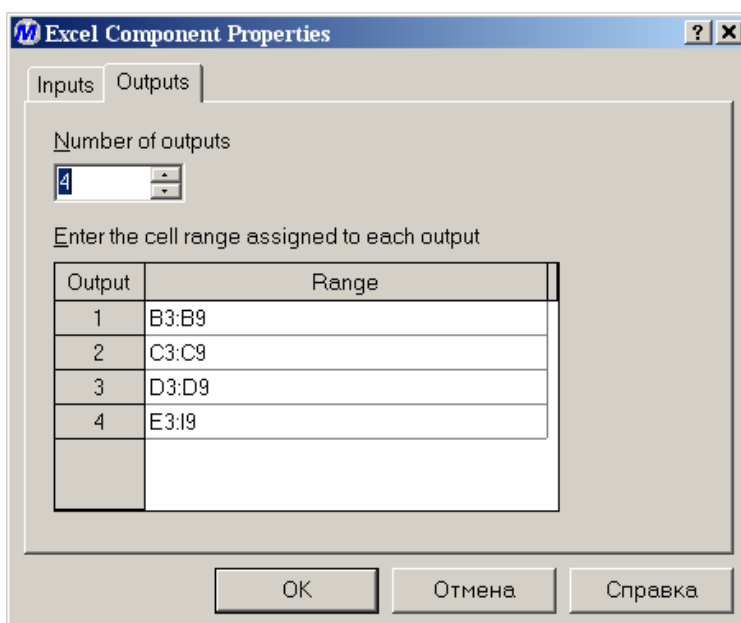 Excel Component Properties
Inputs Outputs
Number of outputs
4
Enter the cell range assigned to each output
Output Range
1 B3:B9
2 C3:C9
3 D3:D9
4 E3:I9
OK Отмена Справка